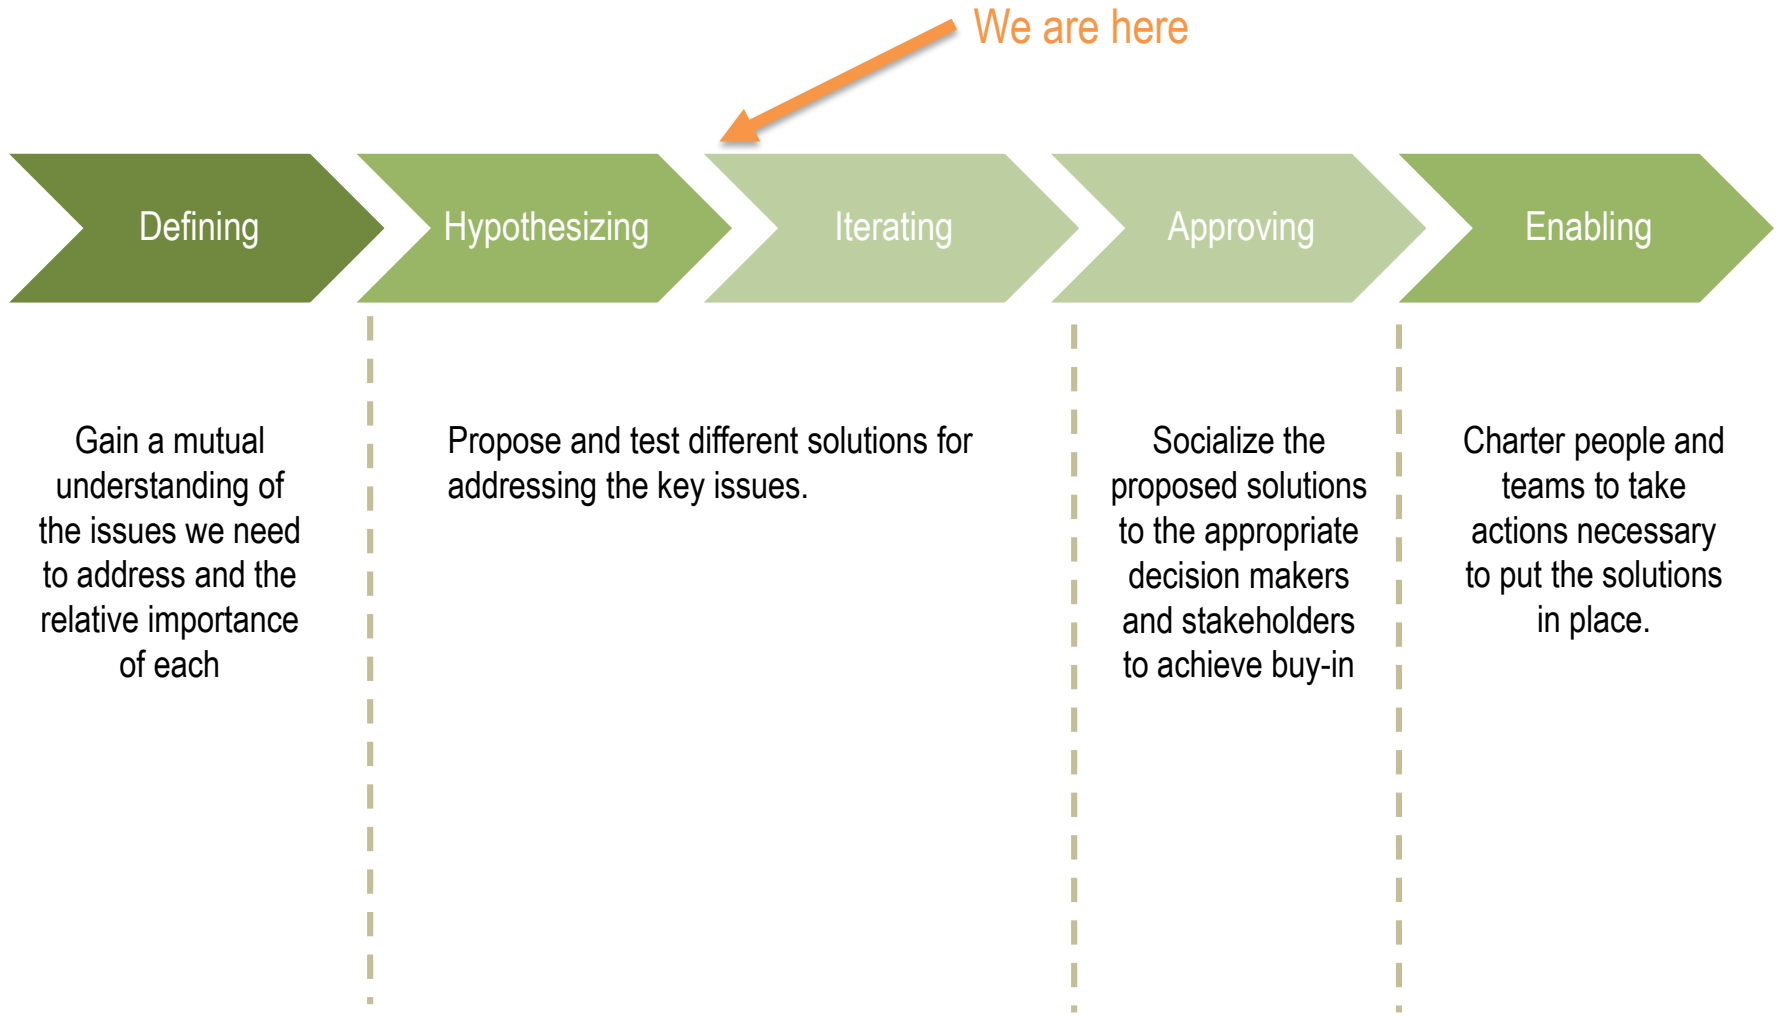 We are here
Defining
Hypothesizing
Iterating
Approving
Enabling
Gain a mutual
understanding of
the issues we need
to address and the
relative importance
of each
Propose and test different solutions for
addressing the key issues.
Socialize the
proposed solutions
to the appropriate
decision makers
and stakeholders
to achieve buy-in
Charter people and
teams to take
actions necessary
to put the solutions
in place.